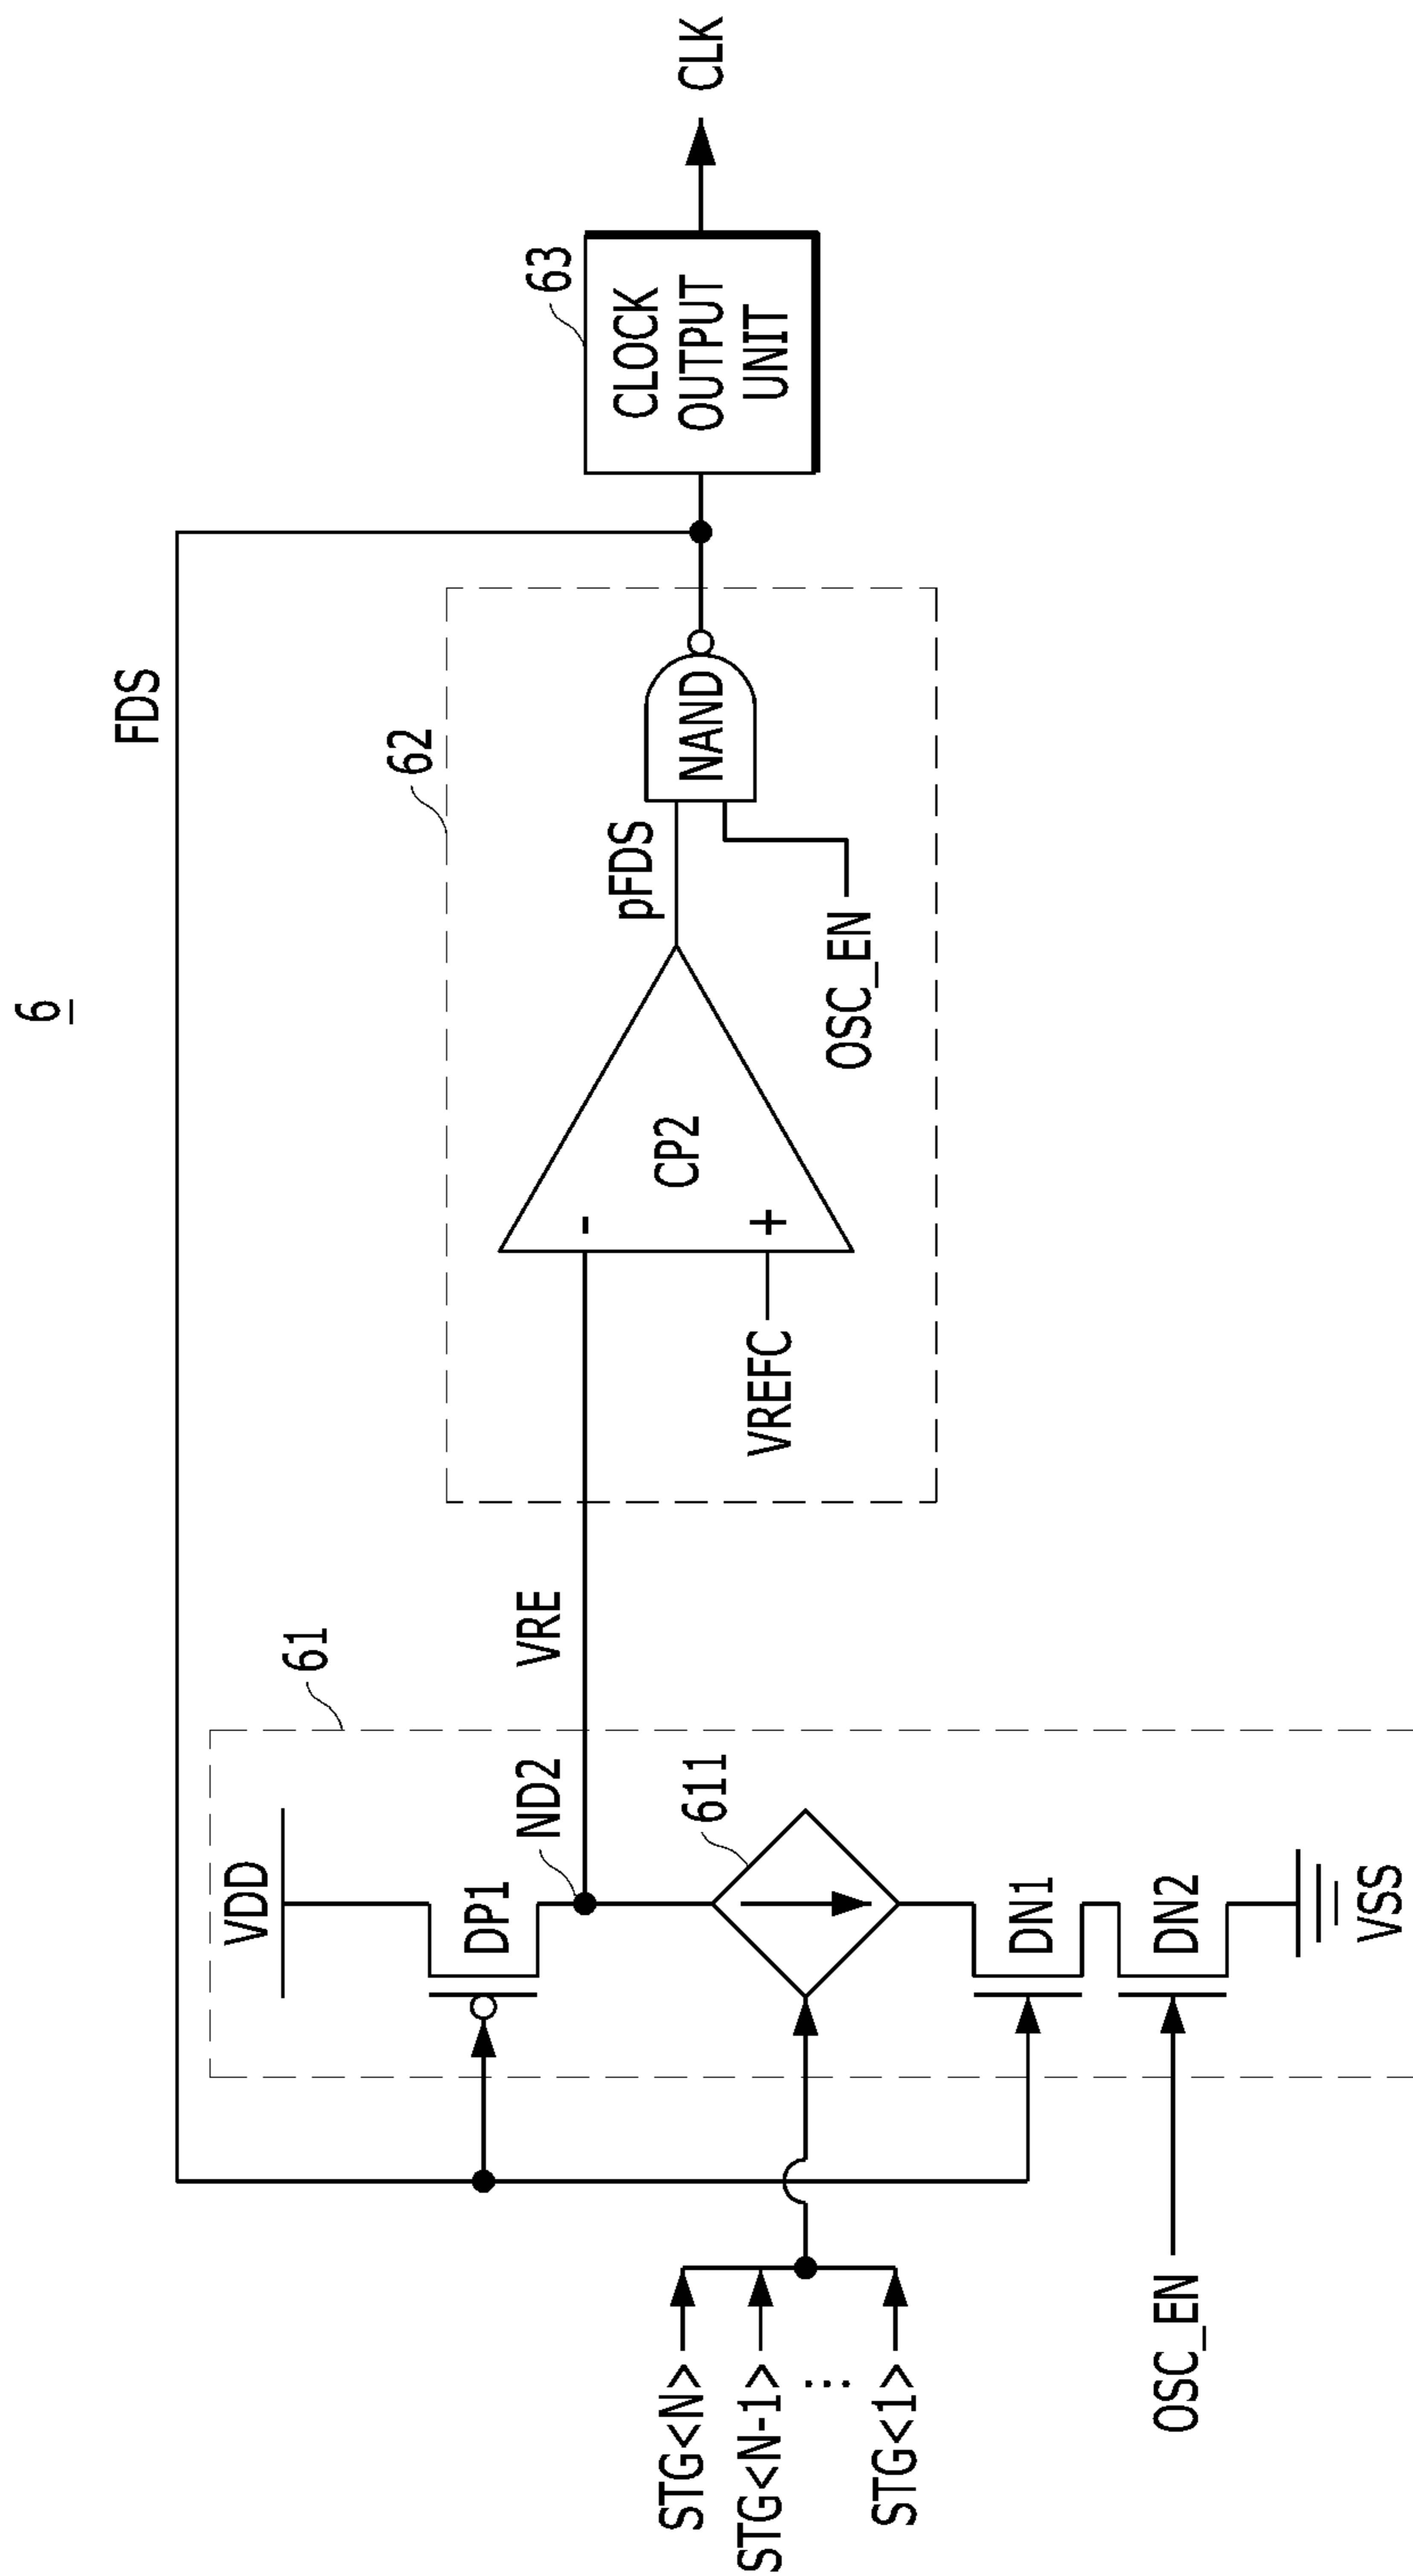 6
FDS
61
VDD
DP1
ND2
VRE
611
DN1
DN2
VSS
STG<N>
STG<N-1>
⋮
STG<1>
OSC_EN
62
-
+
CP2
VREFC
pFDS
NAND
OSC_EN
63
CLOCK
OUTPUT
UNIT
CLK